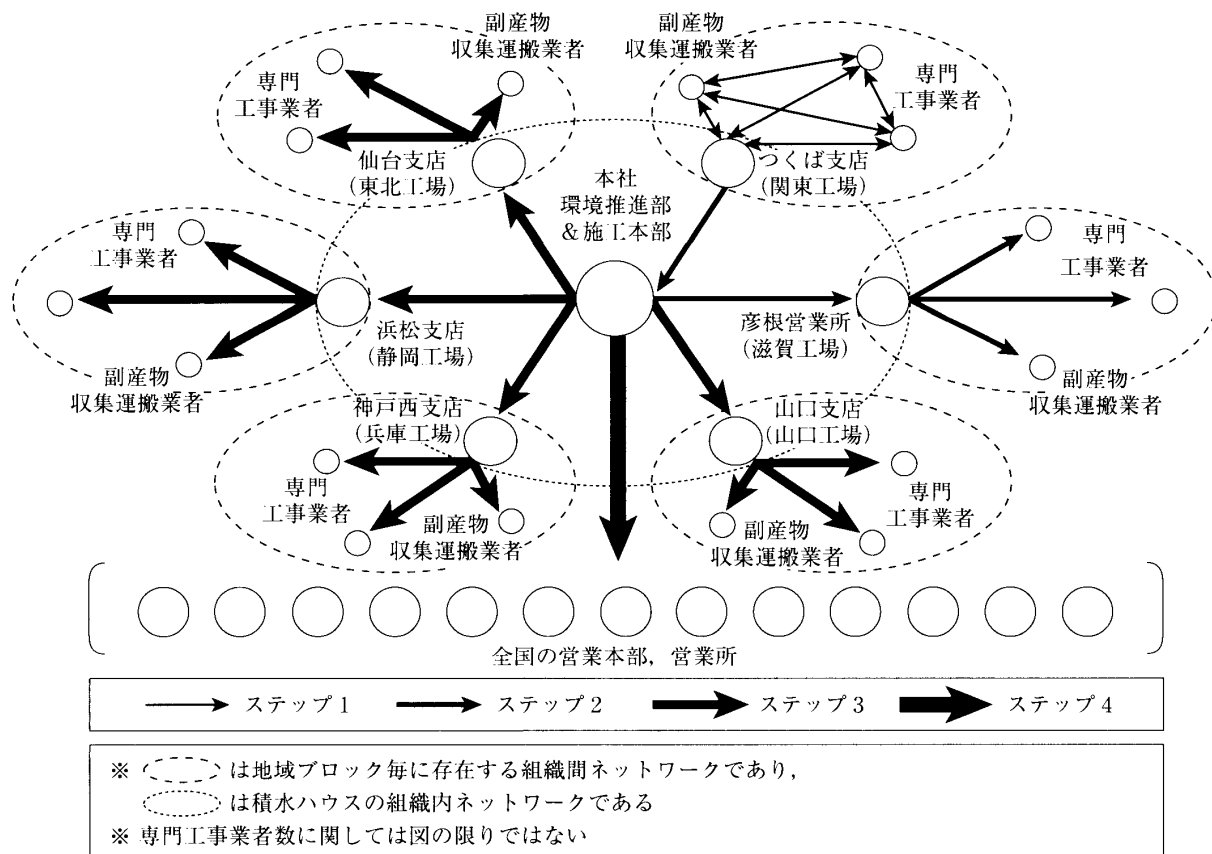 副産物
収集運搬業者
専門
工事業者
仙台支店
(東北工場)
副産物
収集運搬業者
専門
工事業者
つくば支店
(関東工場)
本社
環境推進部
&施工本部
専門
工事業者
浜松支店
(静岡工場)
副産物
収集運搬業者
専門
工事業者
彦根営業所
(滋賀工場)
副産物
収集運搬業者
神戸西支店
(兵庫工場)
専門
工事業者
副産物
収集運搬業者
山口支店
(山口工場)
専門
工事業者
副産物
収集運搬業者
全国の営業本部,営業所
ステップ1 ステップ2 ステップ3 ステップ4
※ は地域ブロック毎に存在する組織間ネットワークであり,
は積水ハウスの組織内ネットワークである
※ 専門工事業者数に関しては図の限りではない